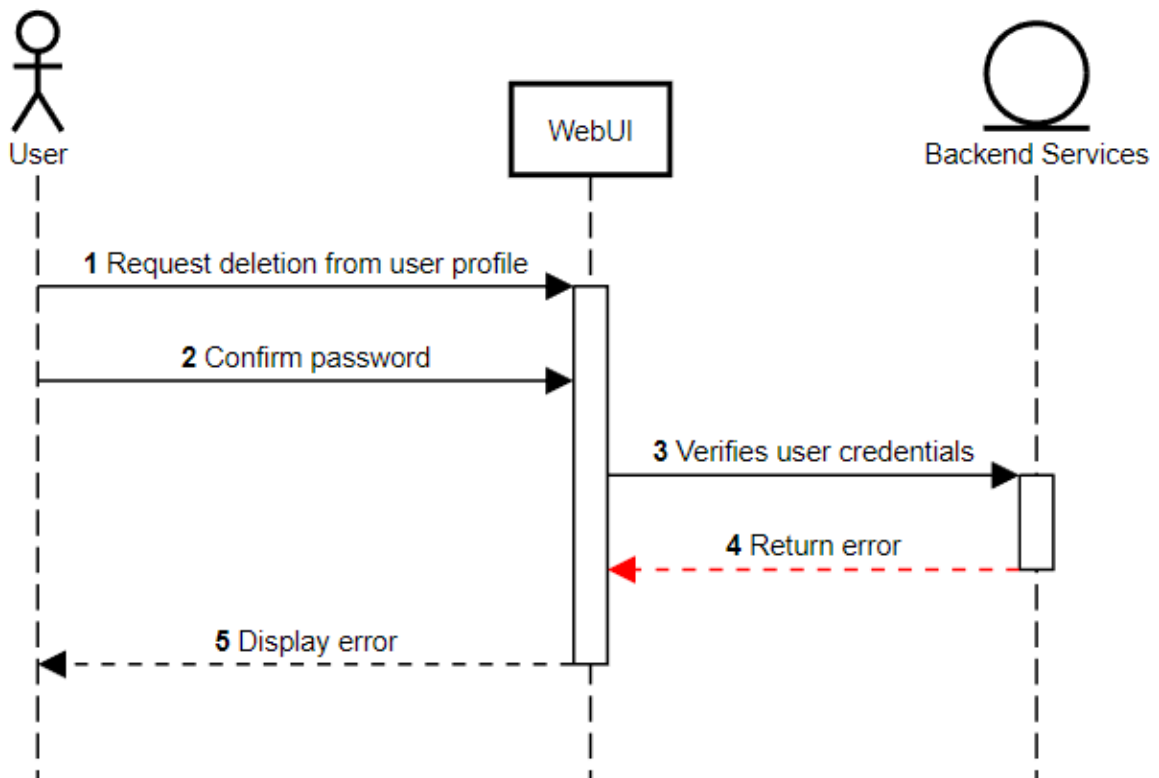 User
WebUI
Backend Services
1 Request deletion from user profile
2 Confirm password
3 Verifies user credentials
4 Return error
5 Display error